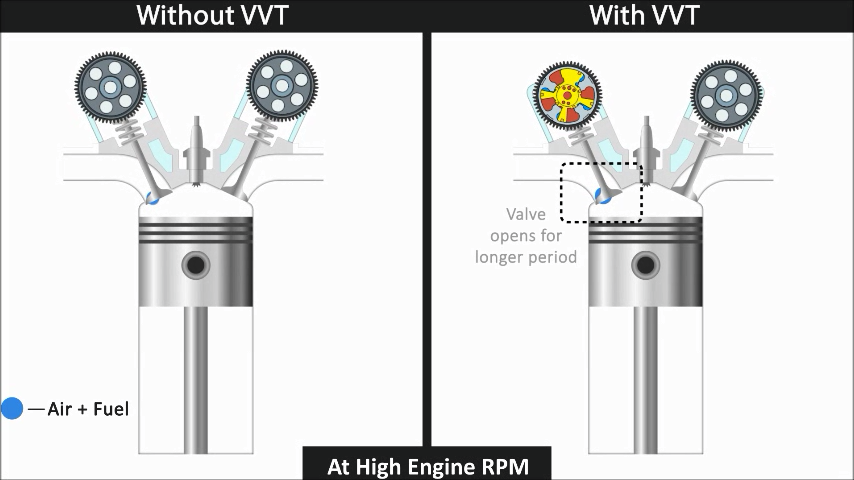 Without VVT
With VVT
Valve
opens for
longer period
Air + Fuel
At High Engine RPM